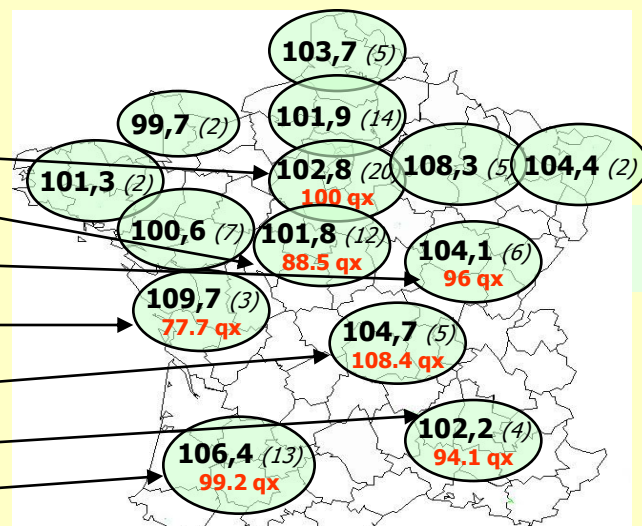 103,7 (5)
99,7 (2)
101,9 (14)
101,3 (2)
102,8 (20
100 qx
108,3 (5
104,4 (2)
100,6 (7)
101,8 (12)
88.5 qx
104,1 (6)
96 qx
109,7 (3)
77.7 qx
104,7 (5)
108.4 qx
106,4 (13)
99.2 qx
102,2 (4)
94.1 qx